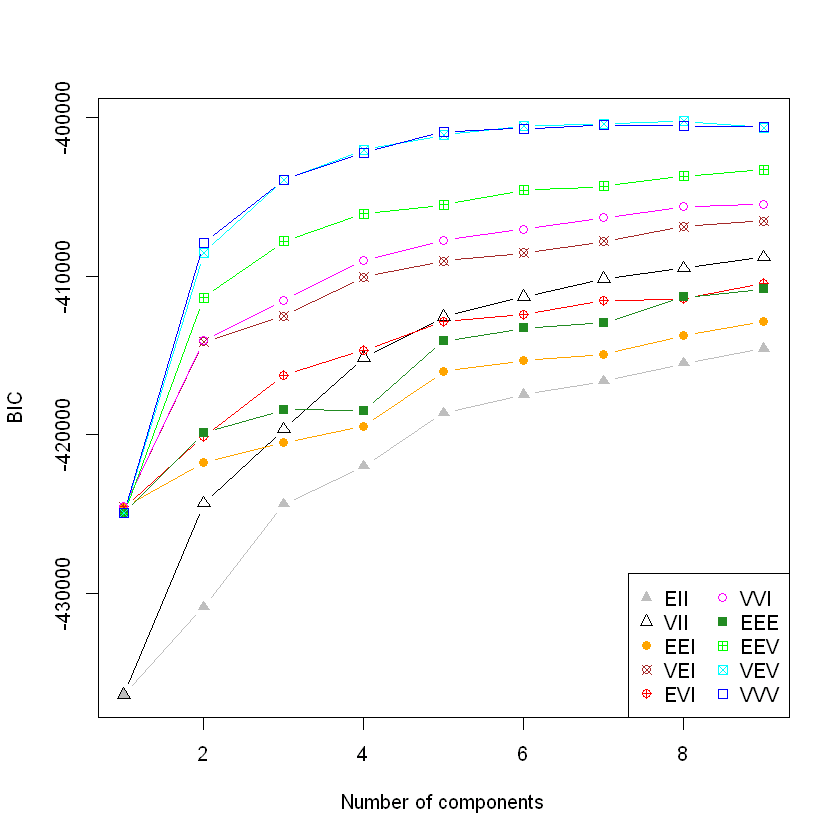 BIC
-400000
-410000
-420000
-430000
EII VVI
VII EEE
EEI EEV
VEI VEV
EVI VVV
2 4 6 8
Number of components